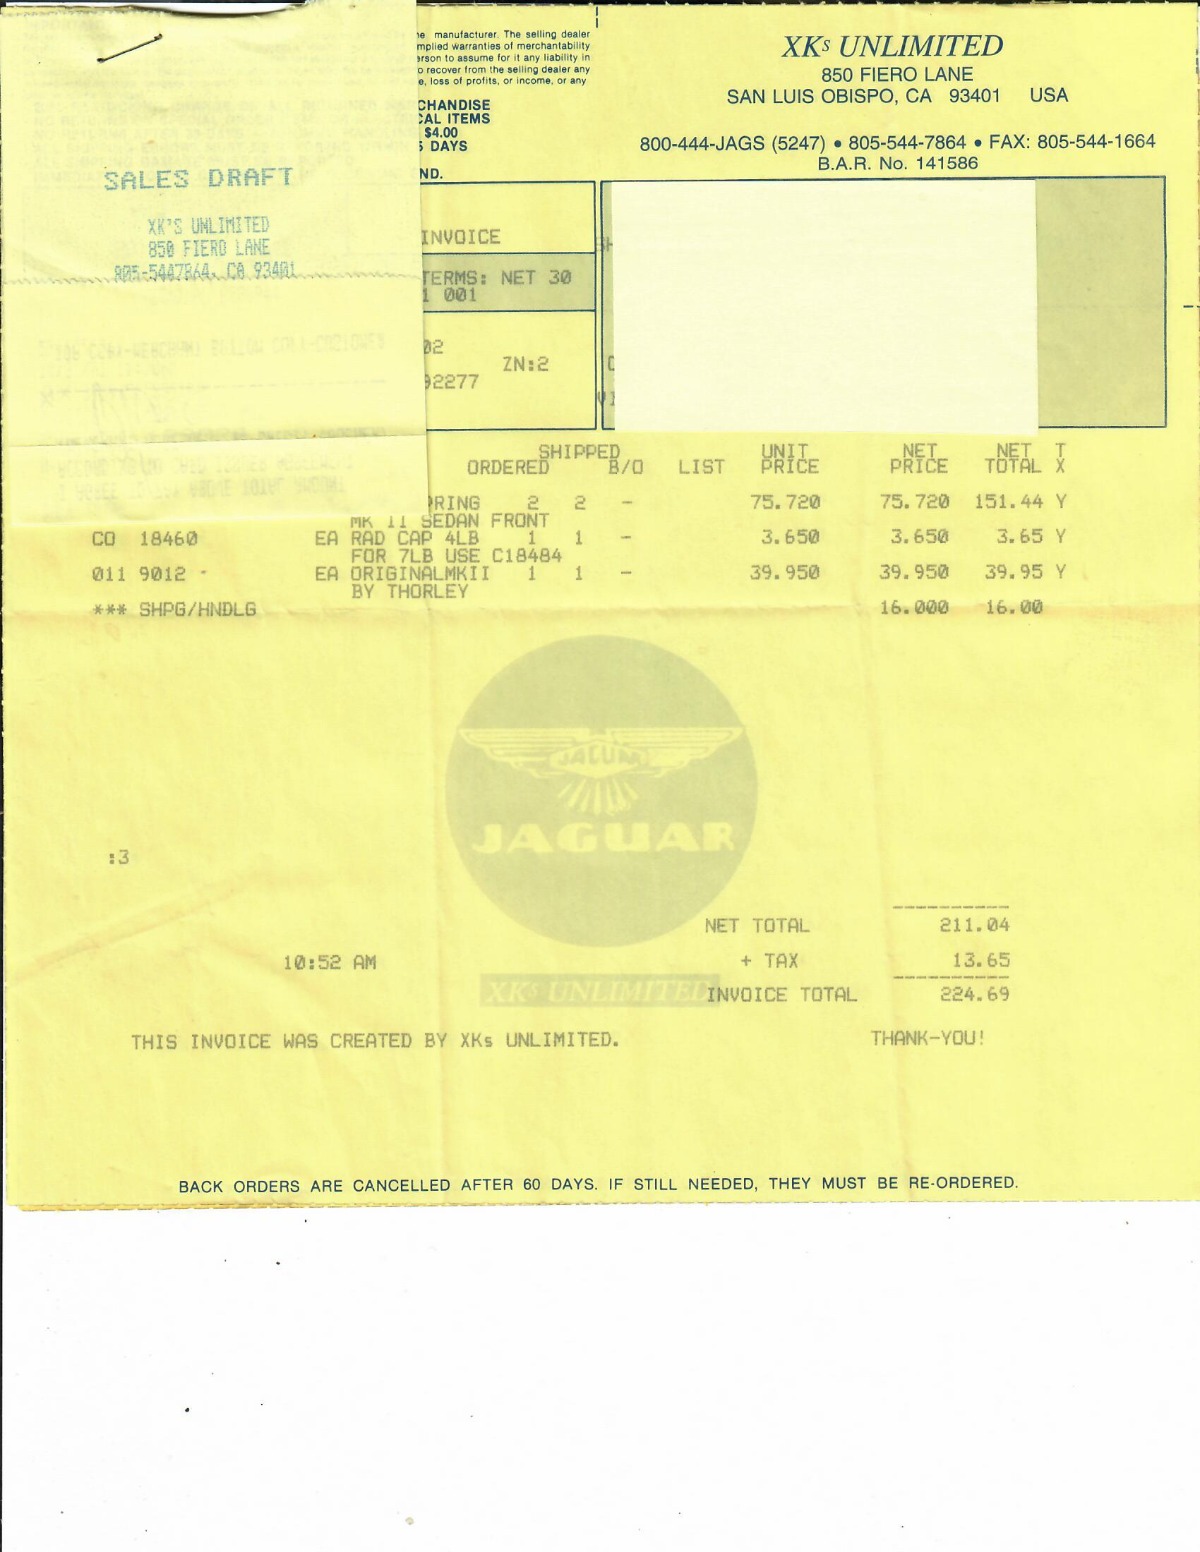 e manufacturer. The selling dealer
mplied warranties of merchantability
erson to assume for it any liability in
o recover from the selling dealer any
e, loss of profits, or income, or any
CHANDISE
CAL ITEMS
$4.00
5 DAYS
ND.
XKs UNLIMITED
850 FIERO LANE
SAN LUIS OBISPO, CA 93401 USA
800-444-JAGS (5247) • 805-544-7864 • FAX: 805-544-1664
B.A.R. No. 141586
SALES DRAFT
XK'S UNLIMITED
850 FIERO LANE
805-5447864, CA 93401
INVOICE
TERMS: NET 30
1 001
02
ZN:2
92277
SHIPPED UNIT NET NET T
ORDERED B/O LIST PRICE PRICE TOTAL X
PRING 2 2 - 75.720 75.720 151.44 Y
MK II SEDAN FRONT
CO 18460 EA RAD CAP 4LB 1 1 - 3.650 3.650 3.65 Y
FOR 7LB USE C18484
011 9012 - EA ORIGINALMKII 1 1 - 39.950 39.950 39.95 Y
BY THORLEY
*** SHPG/HNDLG 16.000 16.00
JAGUAR
JAGUAR
:3
NET TOTAL 211.04
10:52 AM + TAX 13.65
XKs UNLIMITED INVOICE TOTAL 224.69
THIS INVOICE WAS CREATED BY XKs UNLIMITED. THANK-YOU!
BACK ORDERS ARE CANCELLED AFTER 60 DAYS. IF STILL NEEDED, THEY MUST BE RE-ORDERED.